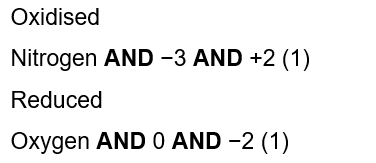 Oxidised
Nitrogen AND −3 AND +2 (1)
Reduced
Oxygen AND 0 AND −2 (1)